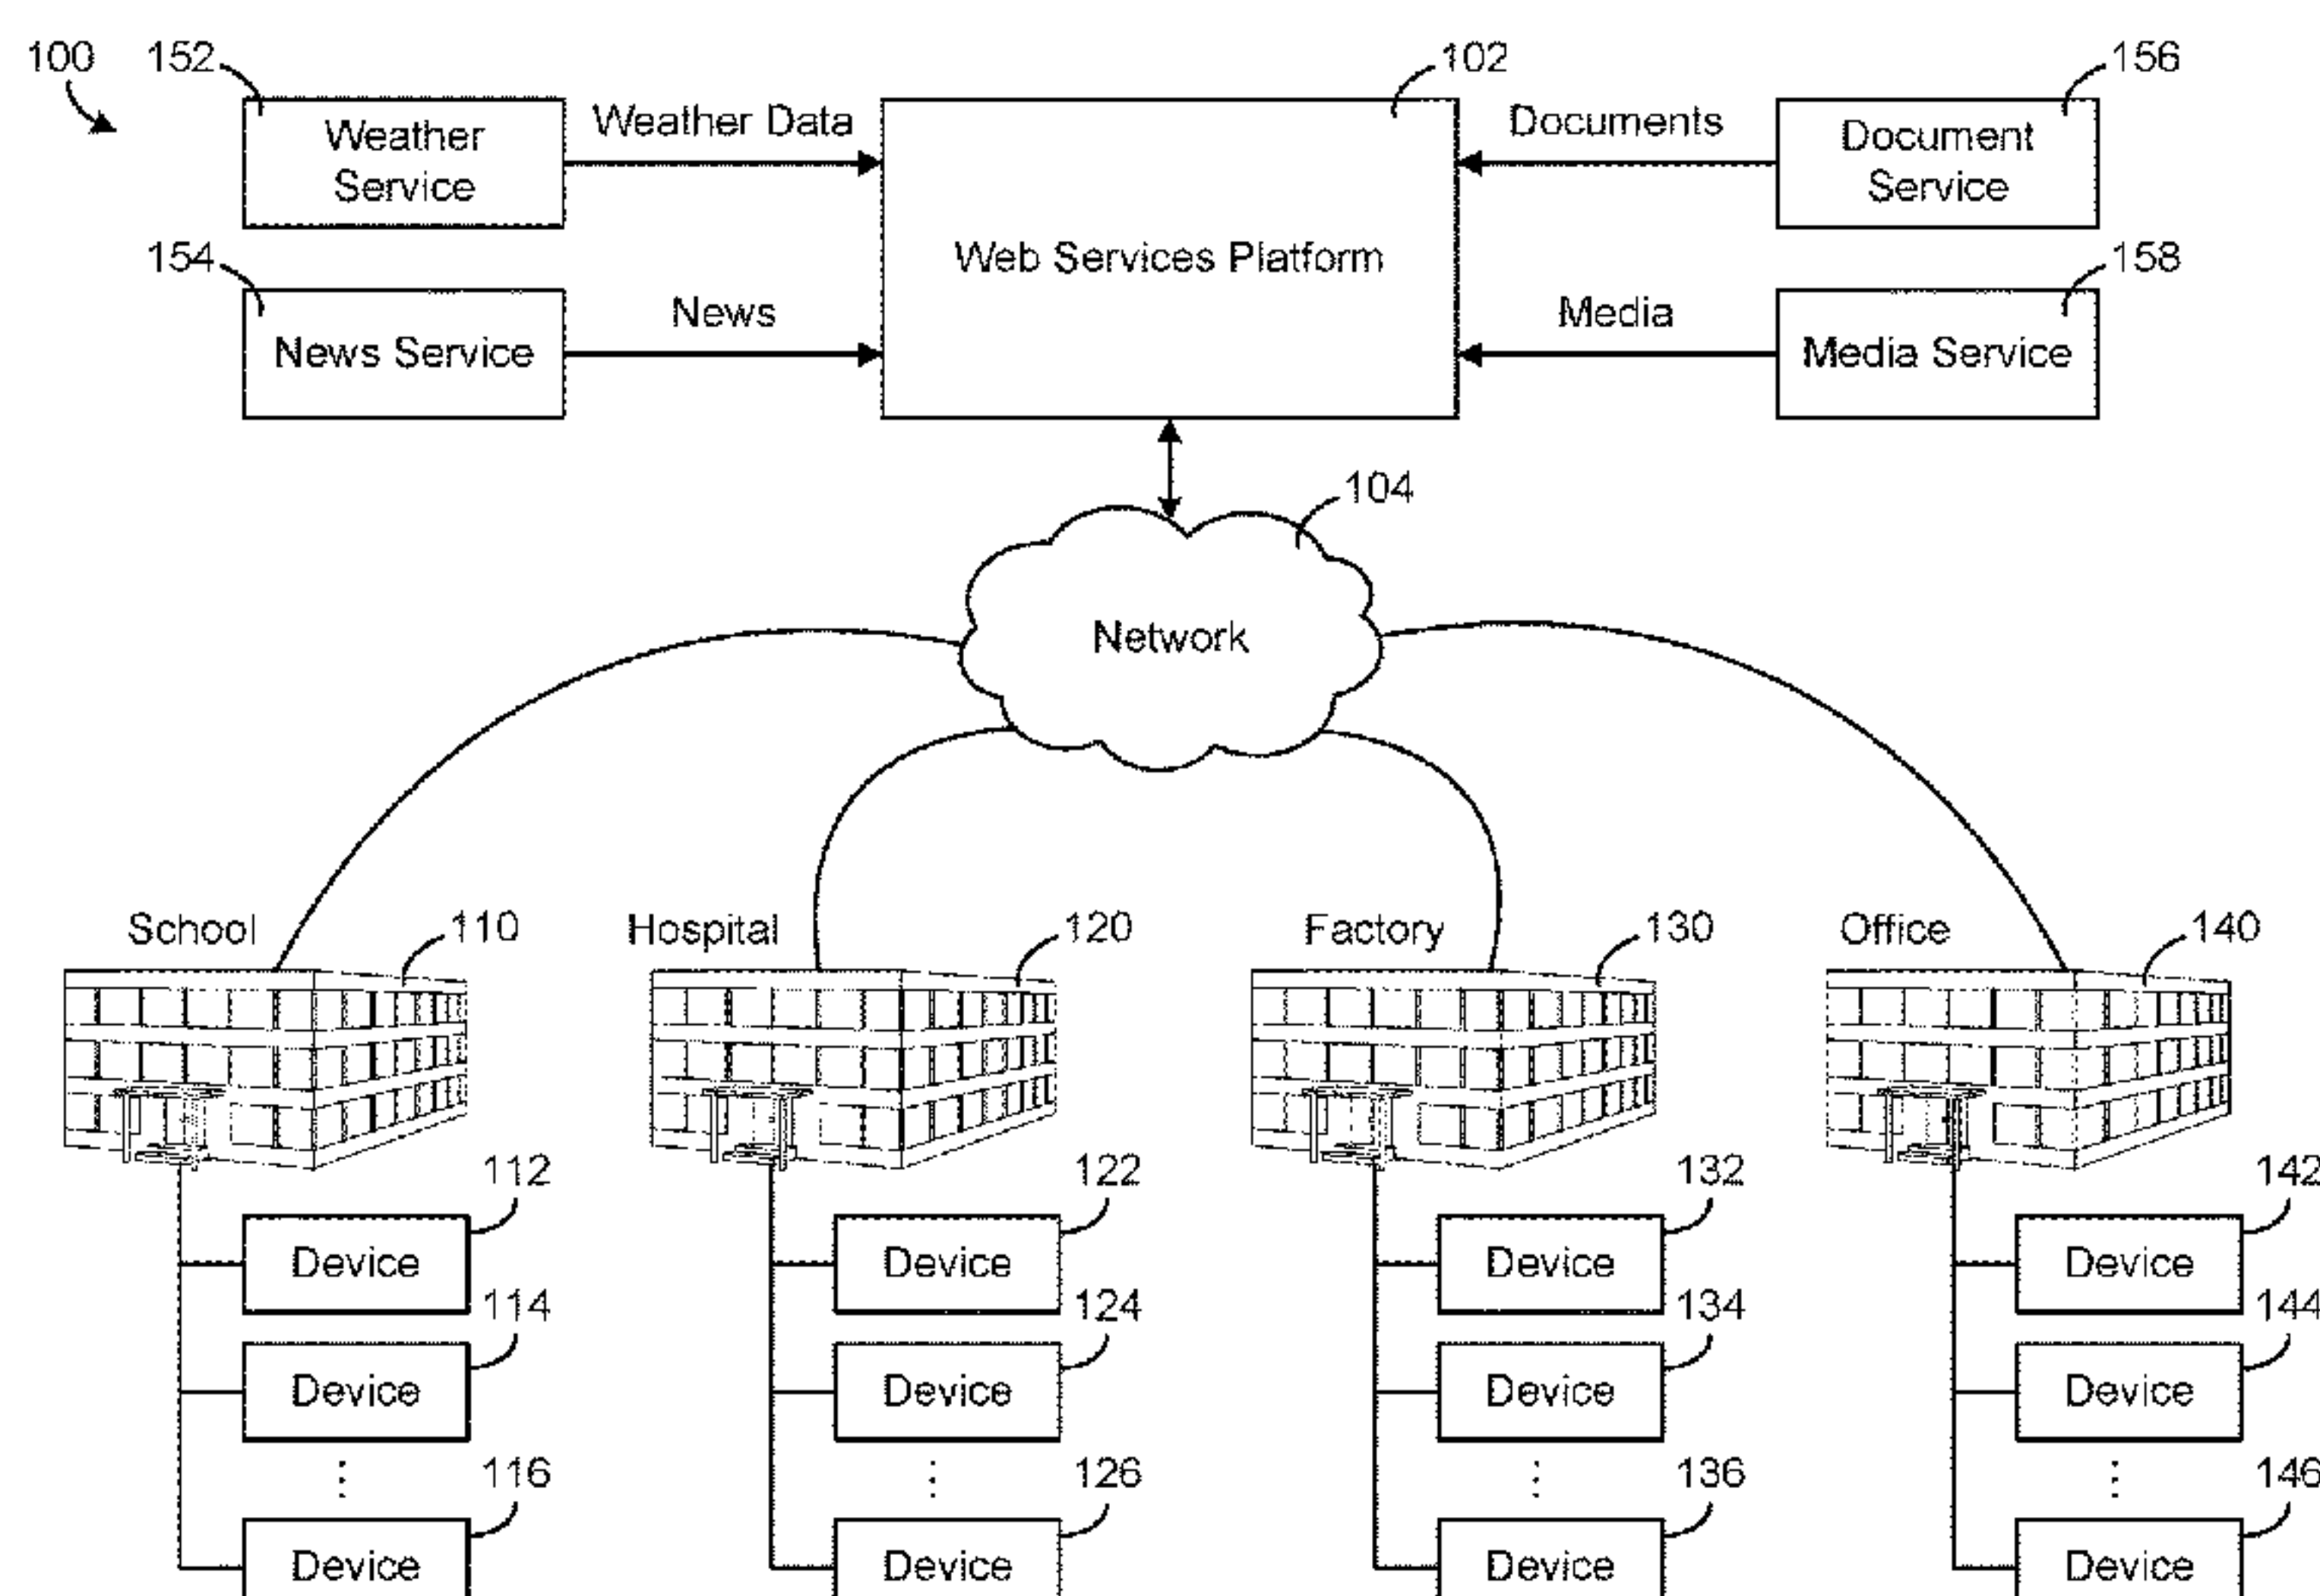 100
152
102
156
Weather Data
Documents
Weather
Service
Document
Service
Web Services Platform
154
158
News
Media
News Service
Media Service
104
Network
School
110
Hospital
120
Factory
130
Office
140
112
122
132
142
Device
Device
Device
Device
114
124
134
144
Device
Device
Device
Device
116
126
136
146
Device
Device
Device
Device